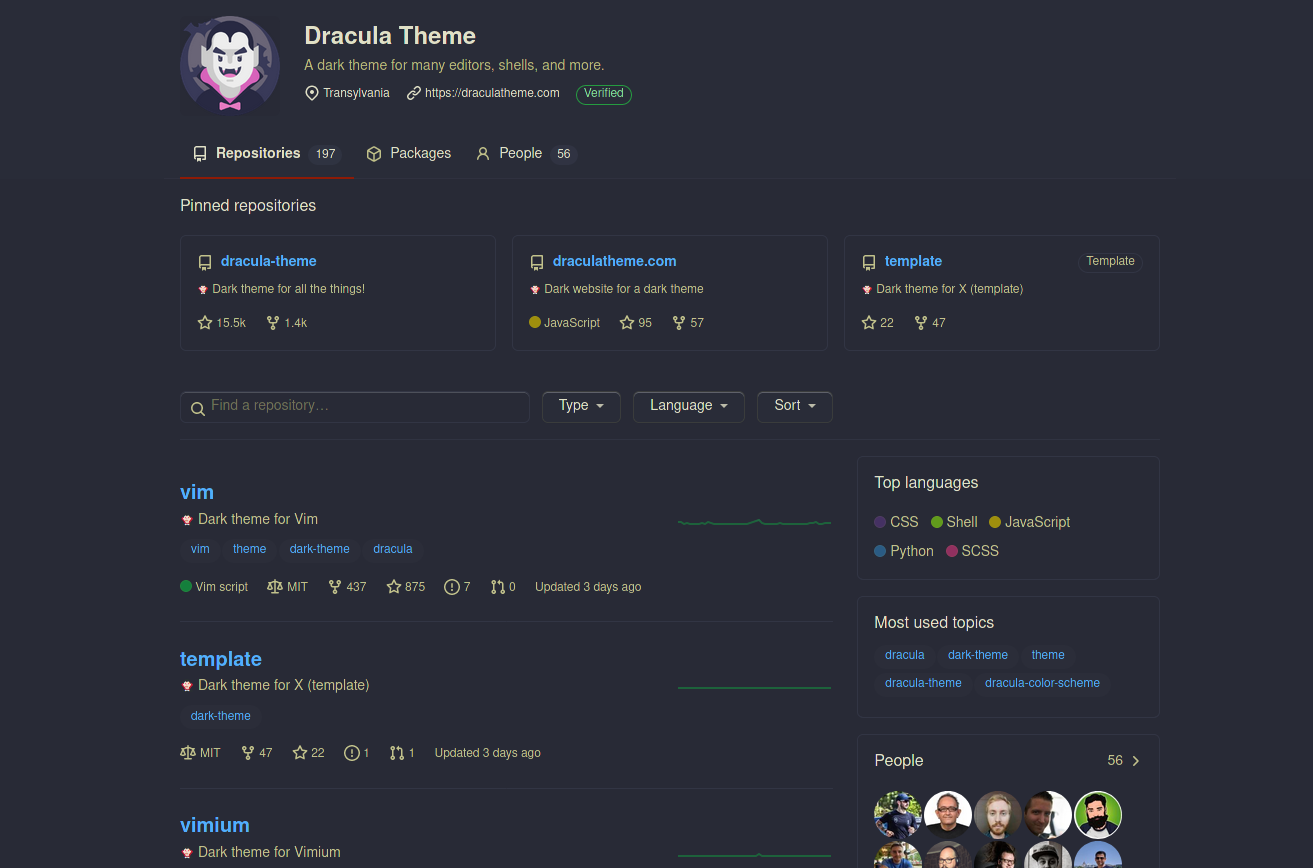 Dracula Theme
A dark theme for many editors, shells, and more.
Transylvania https://draculatheme.com Verified
Repositories 197 Packages People 56
Pinned repositories
dracula-theme
Dark theme for all the things!
15.5k 1.4k
draculatheme.com
Dark website for a dark theme
JavaScript 95 57
template Template
Dark theme for X (template)
22 47
Find a repository… Type Language Sort
vim
Dark theme for Vim
vim theme dark-theme dracula
Vim script MIT 437 875 7 0 Updated 3 days ago
template
Dark theme for X (template)
dark-theme
MIT 47 22 1 1 Updated 3 days ago
vimium
Dark theme for Vimium
Top languages
CSS Shell JavaScript
Python SCSS
Most used topics
dracula dark-theme theme
dracula-theme dracula-color-scheme
People 56